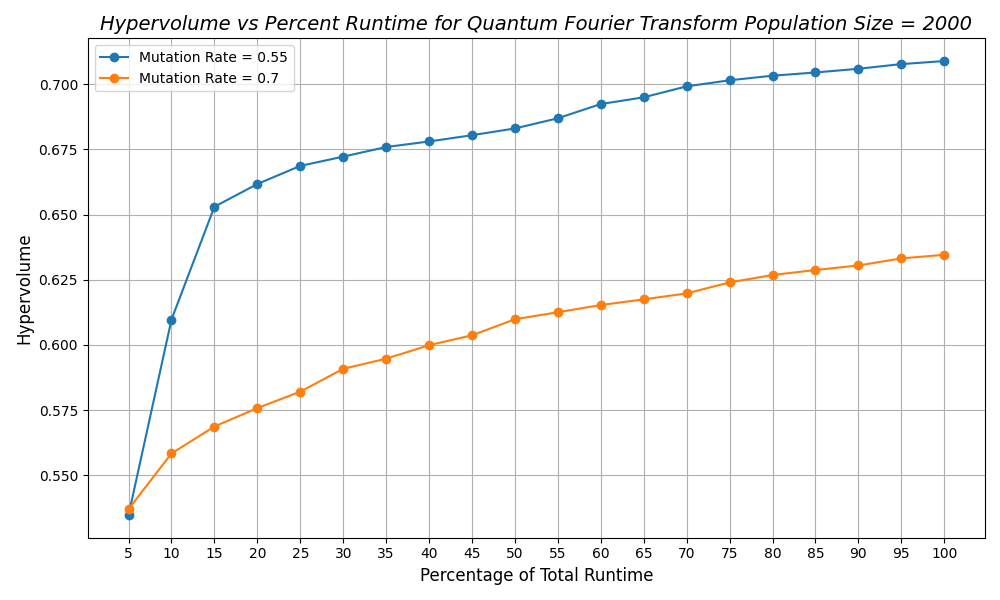 Hypervolume vs Percent Runtime for Quantum Fourier Transform Population Size = 2000
Mutation Rate = 0.55
Mutation Rate = 0.7
Hypervolume
0.700
0.675
0.650
0.625
0.600
0.575
0.550
5 10 15 20 25 30 35 40 45 50 55 60 65 70 75 80 85 90 95 100
Percentage of Total Runtime